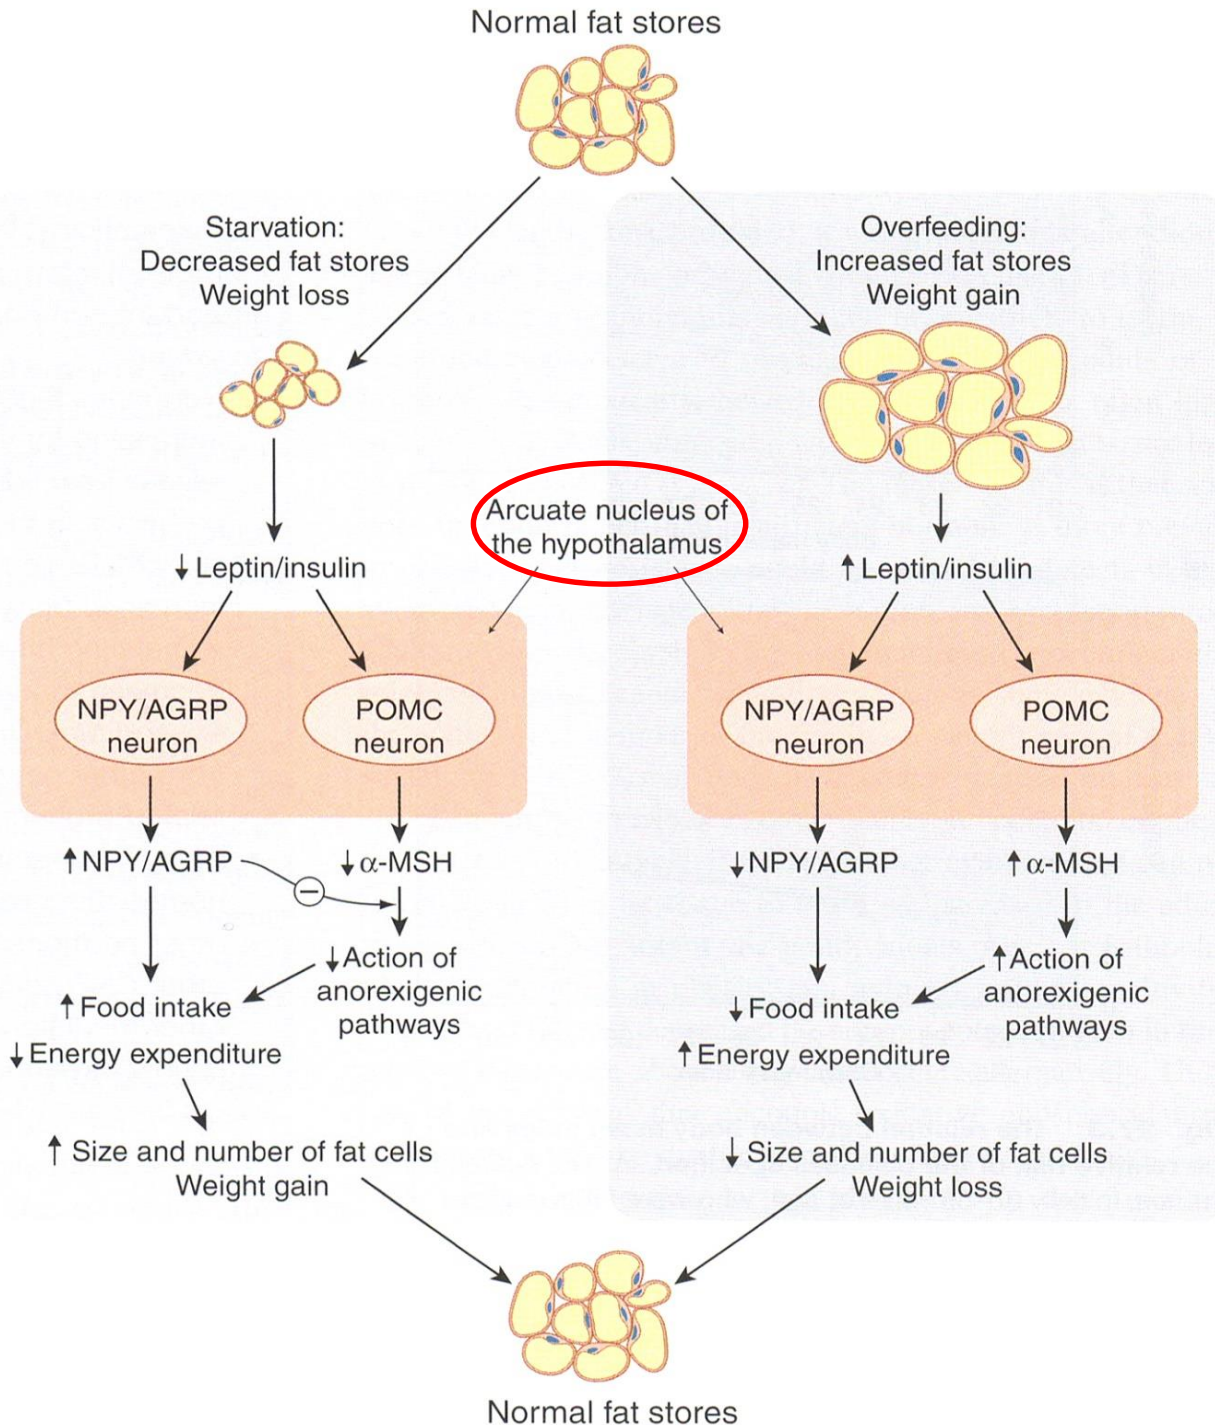 Normal fat stores
Starvation:
Decreased fat stores
Weight loss
Overfeeding:
Increased fat stores
Weight gain
Arcuate nucleus of
the hypothalamus
↓ Leptin/insulin
↑ Leptin/insulin
NPY/AGRP
neuron
POMC
neuron
NPY/AGRP
neuron
POMC
neuron
↑ NPY/AGRP
−
↓ α-MSH
↓ Action of
anorexigenic
pathways
↑ Food intake
↓ Energy expenditure
↑ Size and number of fat cells
Weight gain
↓ NPY/AGRP
↑ α-MSH
↑ Action of
anorexigenic
pathways
↓ Food intake
↑ Energy expenditure
↓ Size and number of fat cells
Weight loss
Normal fat stores